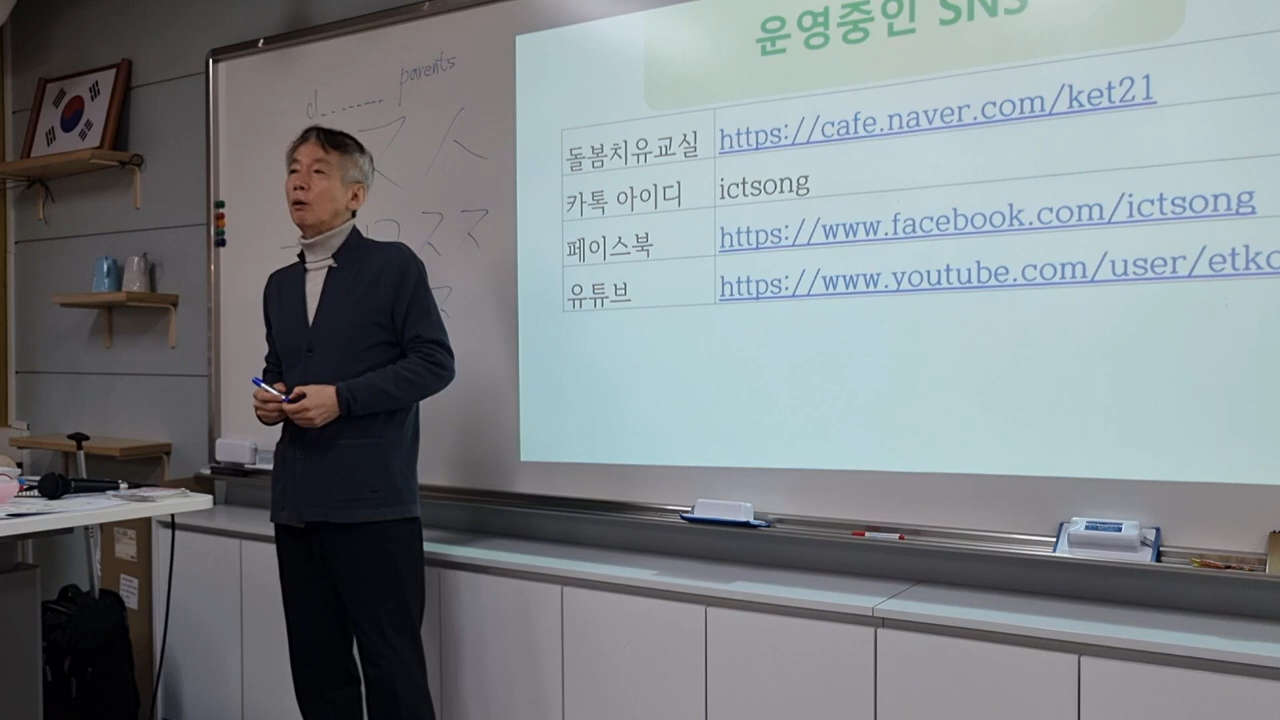 parents
운영중인 SNS
돌봄치유교실 https://cafe.naver.com/ket21
카톡 아이디 ictsong
페이스북 https://www.facebook.com/ictsong
유튜브 https://www.youtube.com/user/etko